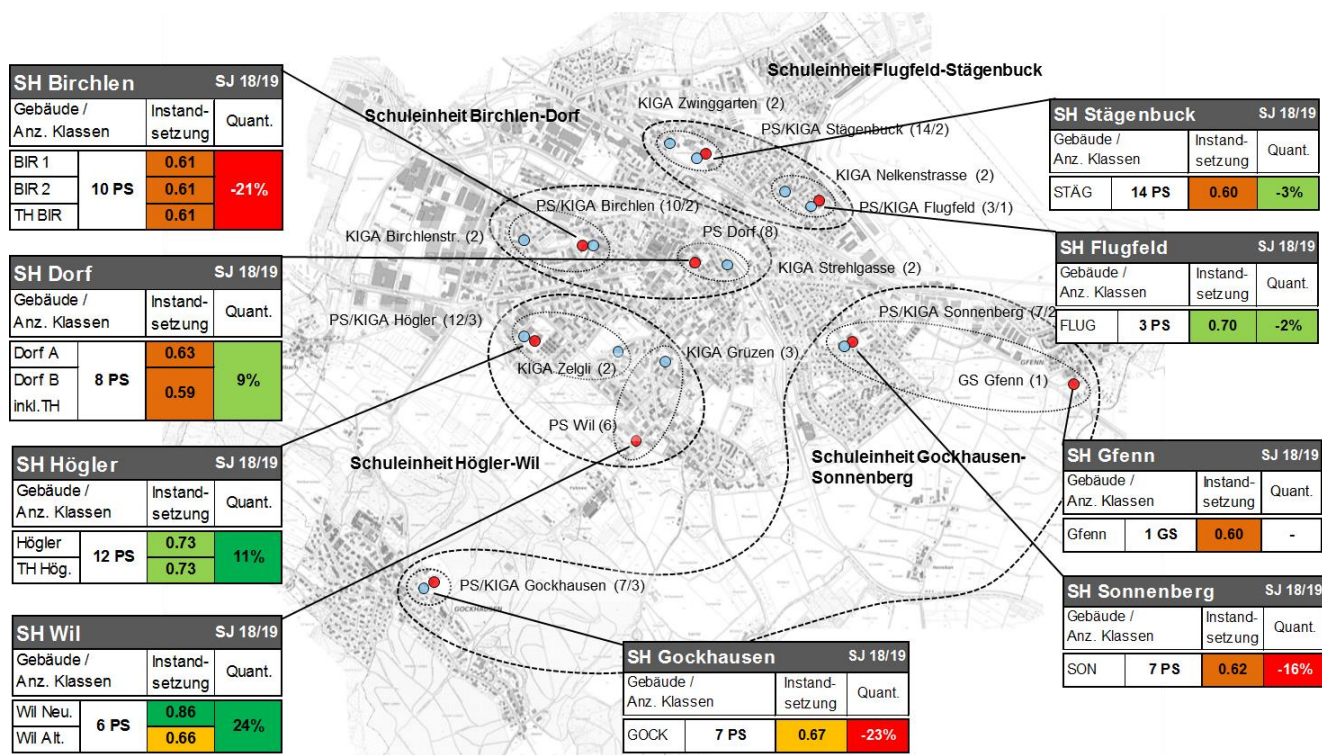 SH Birchlen SJ 18/19
Gebäude / Instand- Quant.
Anz. Klassen setzung
BIR 1 10 PS 0.61 -21%
BIR 2 0.61
TH BIR 0.61
SH Dorf SJ 18/19
Gebäude / Instand- Quant.
Anz. Klassen setzung
Dorf A 8 PS 0.63 9%
Dorf B 0.59
inkl.TH
SH Högler SJ 18/19
Gebäude / Instand- Quant.
Anz. Klassen setzung
Högler 12 PS 0.73 11%
TH Hög. 0.73
SH Wil SJ 18/19
Gebäude / Instand- Quant.
Anz. Klassen setzung
Wil Neu. 6 PS 0.86 24%
Wil Alt. 0.66
Schuleinheit Flugfeld-Stägenbuck
KIGA Zwinggarten (2)
Schuleinheit Birchlen-Dorf
PS/KIGA Stägenbuck (14/2)
KIGA Nelkenstrasse (2)
PS/KIGA Flugfeld (3/1)
PS/KIGA Birchlen (10/2)
PS Dorf (8)
KIGA Birchlenstr. (2)
KIGA Strehlgasse (2)
PS/KIGA Högler (12/3)
PS/KIGA Sonnenberg (7/2
KIGA Grüzen (3)
GFENN
KIGA Zelgli (2)
GS Gfenn (1)
PS Wil (6)
Schuleinheit Högler-Wil
Schuleinheit Gockhausen-
Sonnenberg
PS/KIGA Gockhausen (7/3)
GOCKHAUSEN
SH Gockhausen SJ 18/19
Gebäude / Instand- Quant.
Anz. Klassen setzung
GOCK 7 PS 0.67 -23%
SH Stägenbuck SJ 18/19
Gebäude / Instand- Quant.
Anz. Klassen setzung
STÄG 14 PS 0.60 -3%
SH Flugfeld SJ 18/19
Gebäude / Instand- Quant.
Anz. Klassen setzung
FLUG 3 PS 0.70 -2%
SH Gfenn SJ 18/19
Gebäude / Instand- Quant.
Anz. Klassen setzung
Gfenn 1 GS 0.60 -
SH Sonnenberg SJ 18/19
Gebäude / Instand- Quant.
Anz. Klassen setzung
SON 7 PS 0.62 -16%